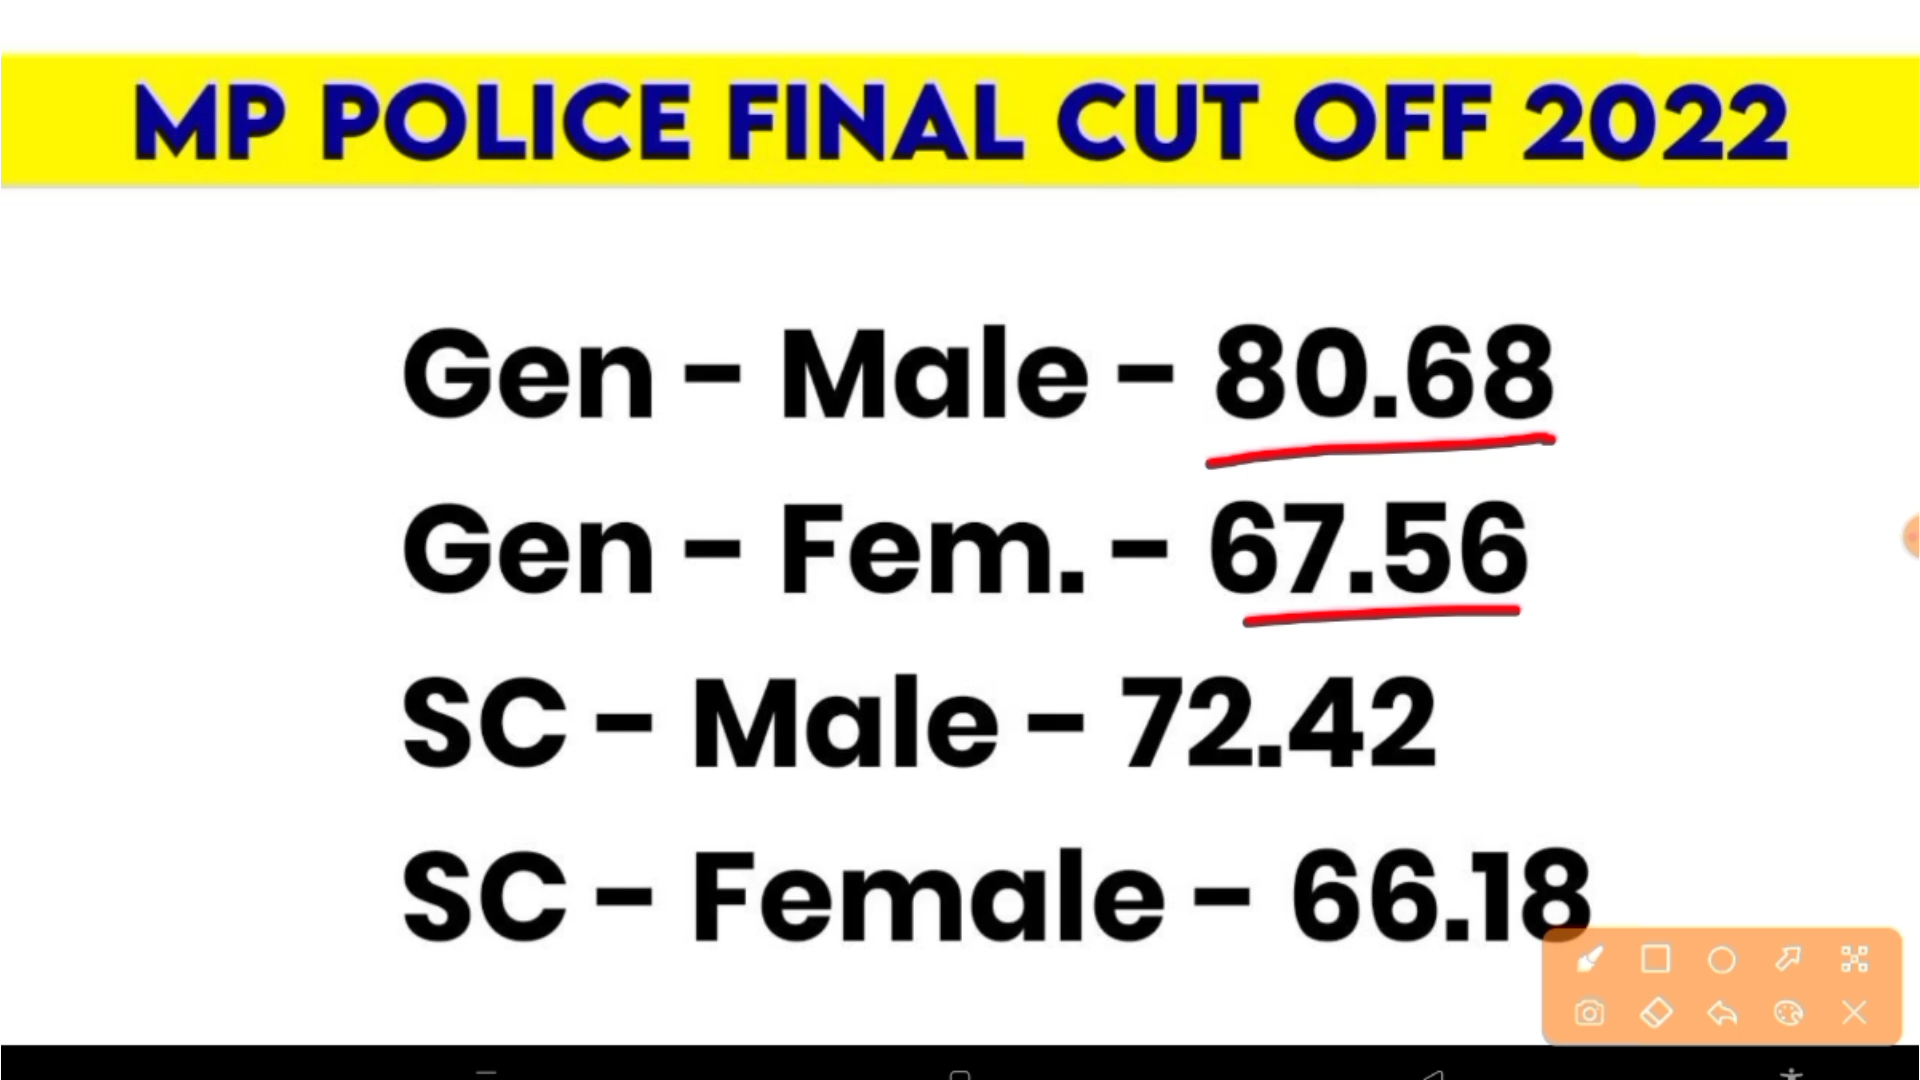 MP POLICE FINAL CUT OFF 2022
Gen - Male - 80.68
Gen - Fem. - 67.56
SC - Male - 72.42
SC - Female - 66.18